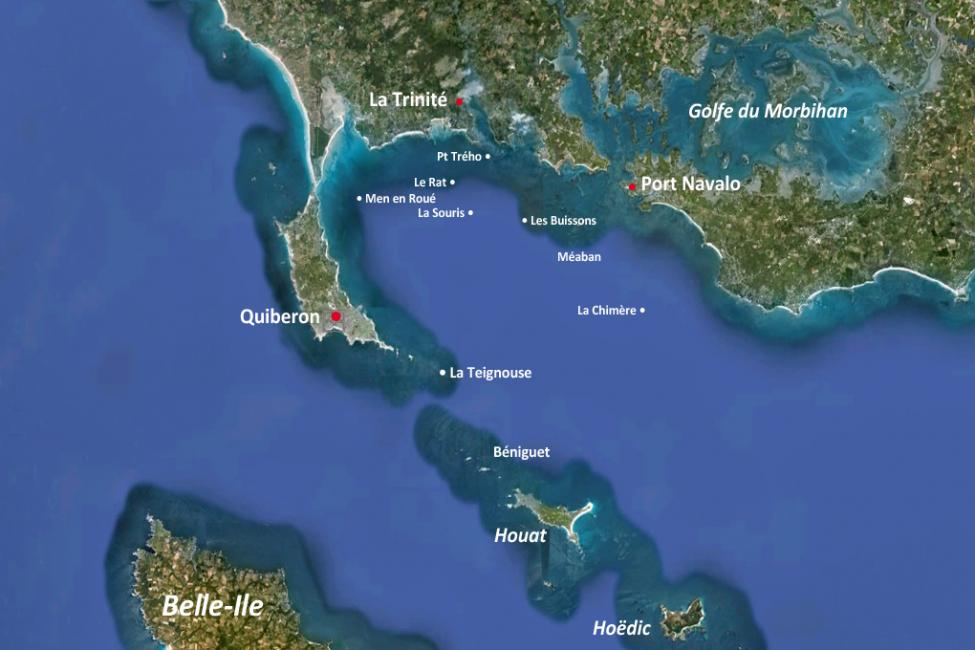 La Trinité
Golfe du Morbihan
Pt Trého
Le Rat
Port Navalo
Men en Roué
La Souris
Les Buissons
Méaban
La Chimère
Quiberon
La Teignouse
Béniguet
Houat
Belle-Ile
Hoëdic